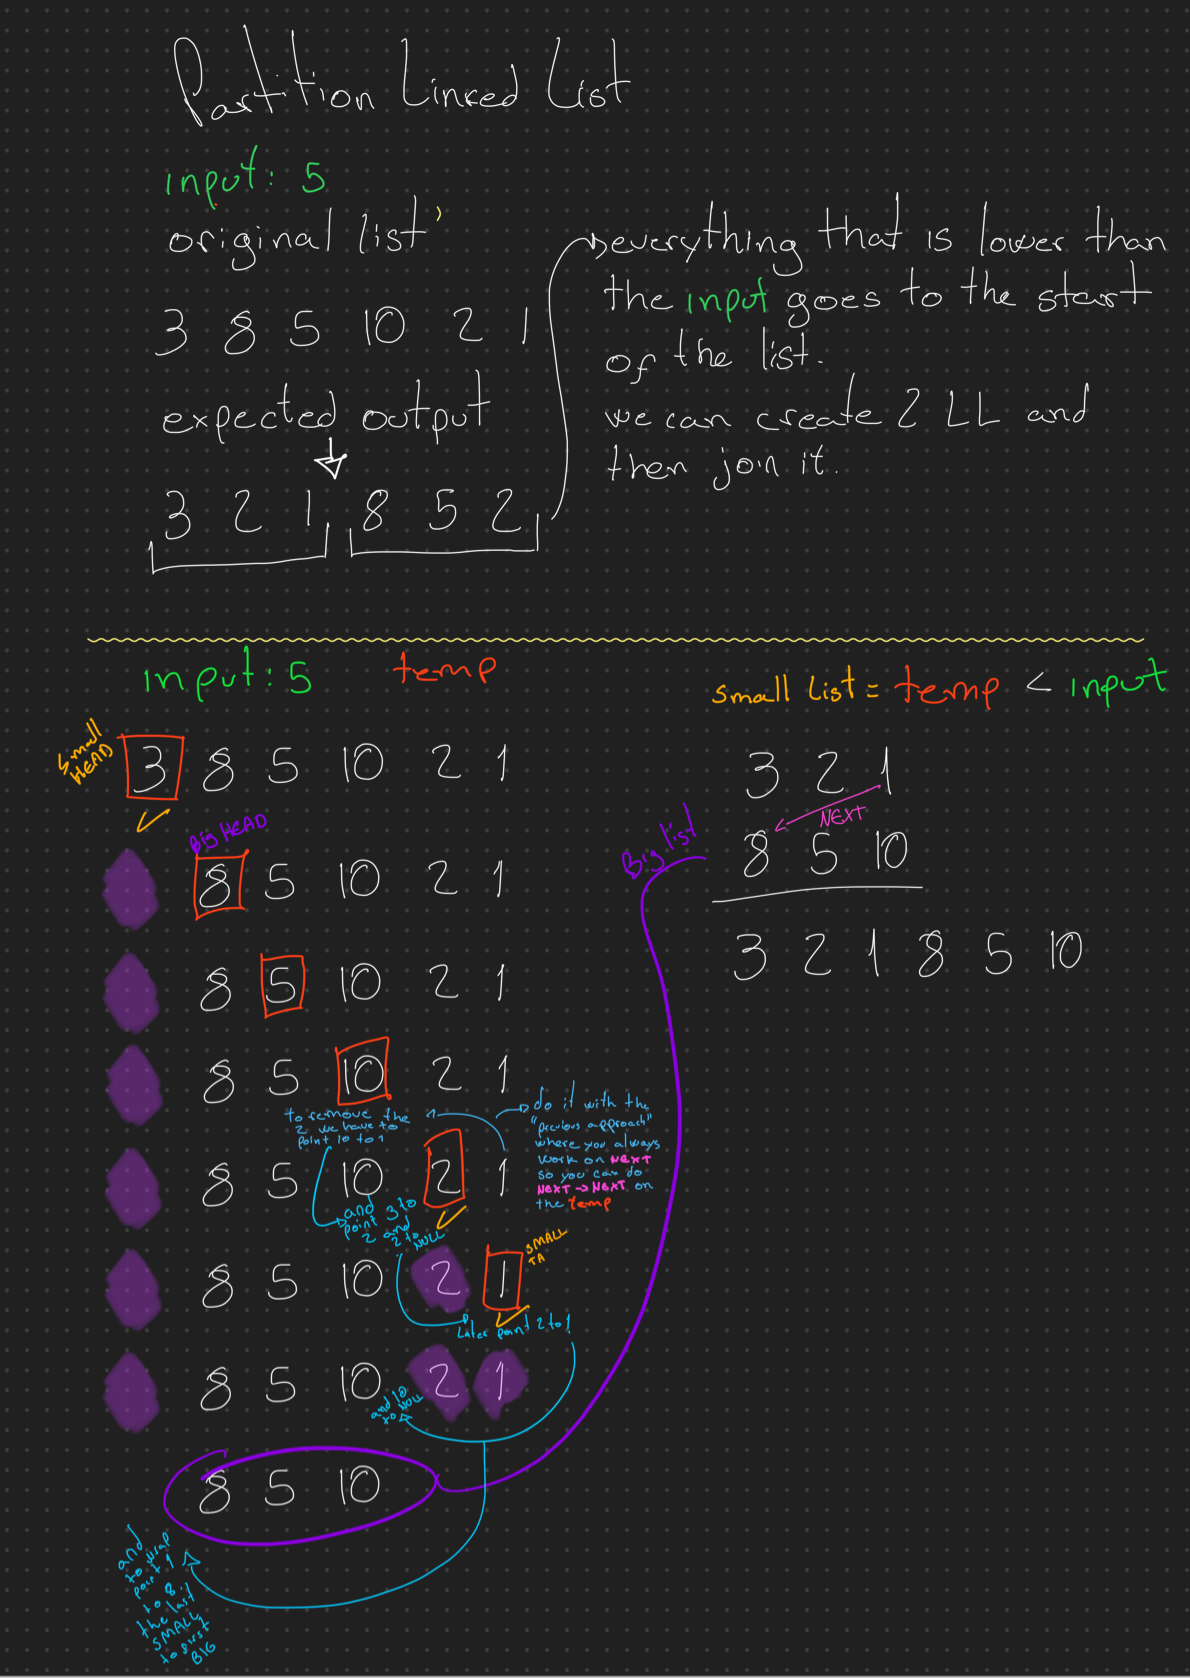 Partition Linked List
input: 5
original list
3 8 5 10 2 1
expected output
3 2 1 8 5 2
everything that is lower than
the input goes to the start
of the list.
we can create 2 LL and
then join it.
input: 5 temp
small List = temp < input
small
HEAD
3 8 5 10 2 1
Big HEAD
8 5 10 2 1
8 5 10 2 1
8 5 10 2 1
to remove the
2 we have to
point 10 to 1
do it with the
"previous approach"
where you always
work on NEXT
so you can do
NEXT -> NEXT on
the temp
8 5 10 2 1
and
point 3 to
2 and
2 to NULL
SMALL
TA
8 5 10 2 1
Later point 2 to 1
8 5 10 2 1
and 10
to NULL
8 5 10
and
to wrap
point 1
to 8:
the last
SMALL
to first
BIG
3 2 1
NEXT
Big list
8 5 10
3 2 1 8 5 10